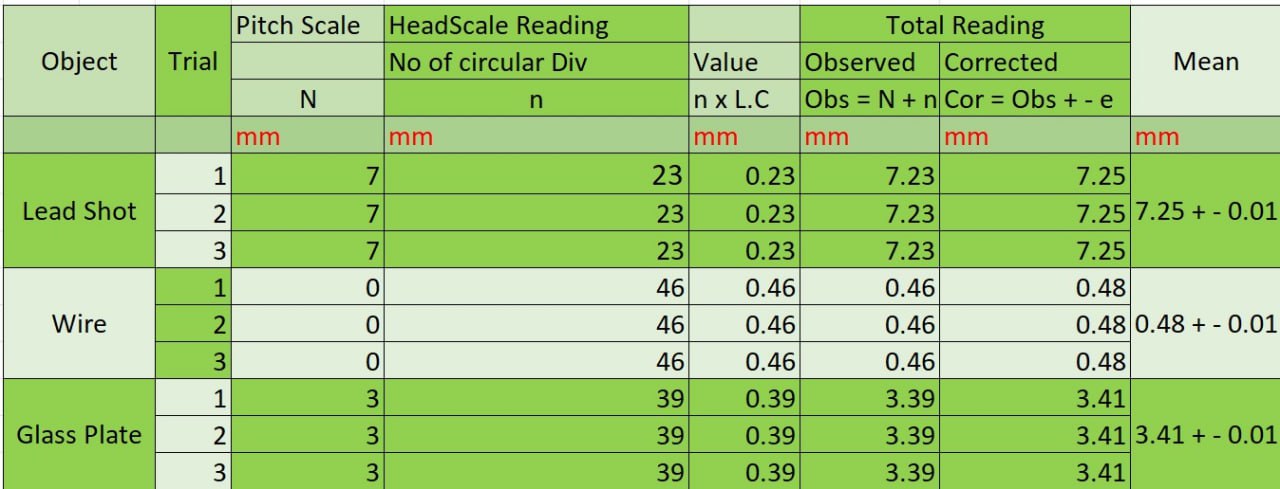 Object Trial Pitch Scale HeadScale Reading Total Reading Mean
No of circular Div Value Observed Corrected
N n n x L.C Obs = N + n Cor = Obs + - e
mm mm mm mm mm mm
Lead Shot 1 7 23 0.23 7.23 7.25 7.25 + - 0.01
2 7 23 0.23 7.23 7.25
3 7 23 0.23 7.23 7.25
Wire 1 0 46 0.46 0.46 0.48 0.48 + - 0.01
2 0 46 0.46 0.46 0.48
3 0 46 0.46 0.46 0.48
Glass Plate 1 3 39 0.39 3.39 3.41 3.41 + - 0.01
2 3 39 0.39 3.39 3.41
3 3 39 0.39 3.39 3.41